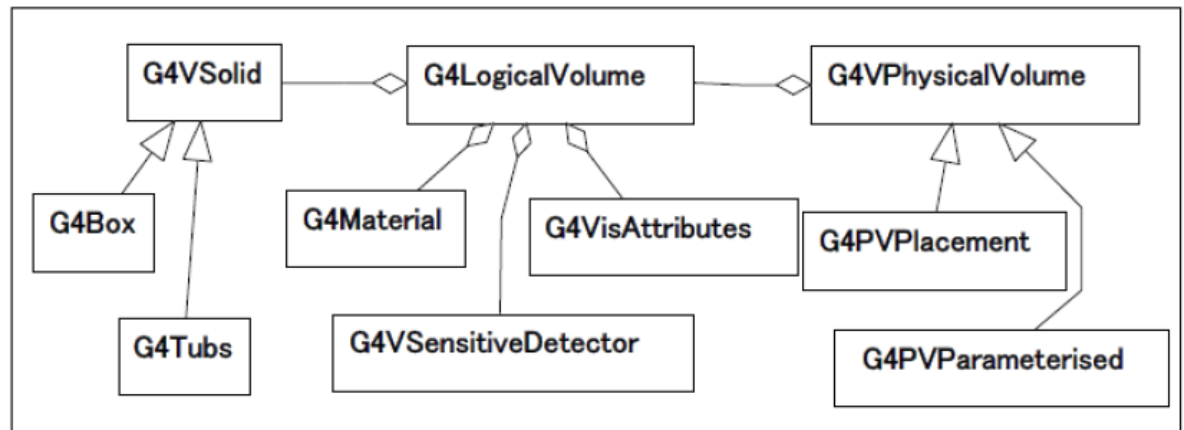 G4VSolid
G4LogicalVolume
G4VPhysicalVolume
G4Box
G4Material
G4VisAttributes
G4PVPlacement
G4Tubs
G4VSensitiveDetector
G4PVParameterised